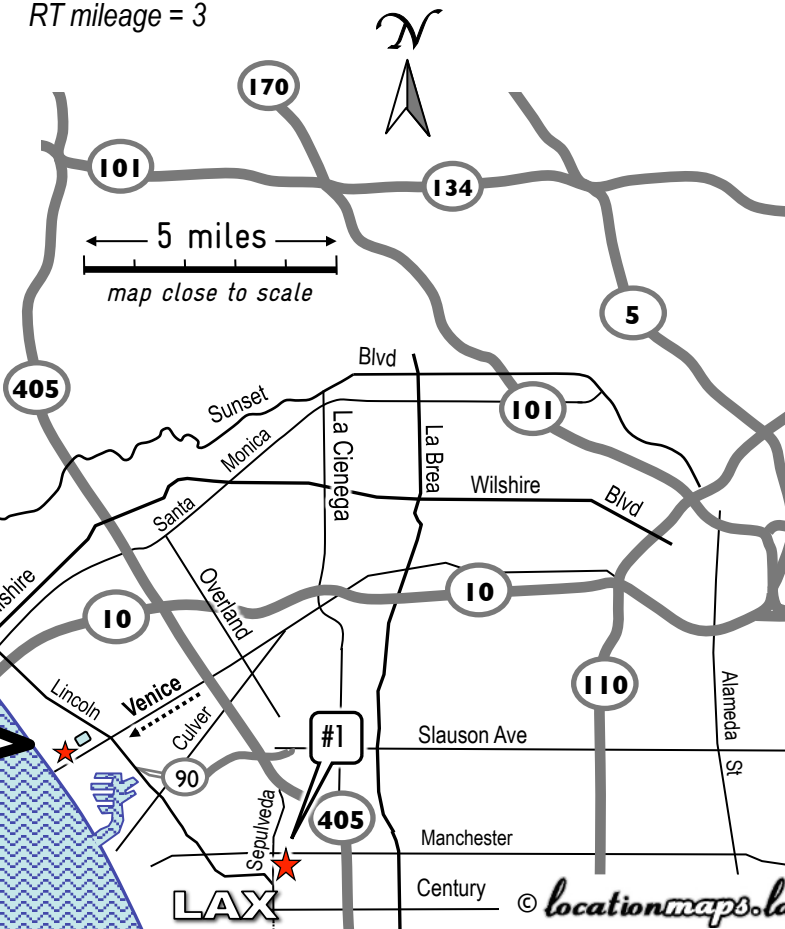 RT mileage = 3
N
170
101
134
5 miles
map close to scale
5
Blvd
405
Sunset
101
La Cienega
La Brea
Monica
Wilshire
Blvd
Santa
Overland
10
10
Lincoln
Venice
110
Alameda
St
Culver
#1
Slauson Ave
90
Sepulveda
405
Manchester
LAX
Century
© locationmaps.la